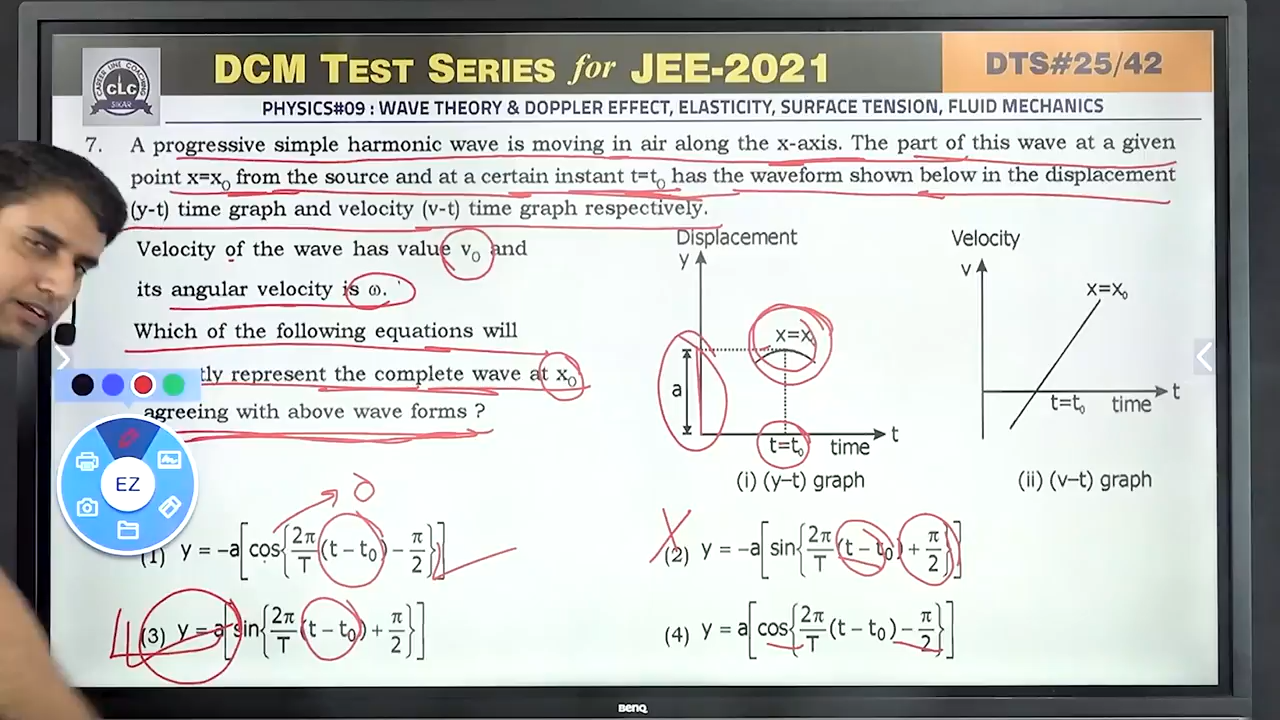 CAREER LINE COACHING
CLC
SIKAR
DCM TEST SERIES for JEE-2021
DTS#25/42
PHYSICS#09 : WAVE THEORY & DOPPLER EFFECT, ELASTICITY, SURFACE TENSION, FLUID MECHANICS
7. A progressive simple harmonic wave is moving in air along the x-axis. The part of this wave at a given
point x=x₀ from the source and at a certain instant t=t₀ has the waveform shown below in the displacement
(y-t) time graph and velocity (v-t) time graph respectively.
Velocity of the wave has value v₀ and
its angular velocity is ω.
Which of the following equations will
tly represent the complete wave at x₀
agreeing with above wave forms ?
Displacement
y
x=x
a
t=t₀ time t
(i) (y–t) graph
Velocity
v
x=x₀
t=t₀ time t
(ii) (v–t) graph
EZ
0
(1) y = –a[cos{2π/T (t – t₀) – π/2}]
(2) y = –a[sin{2π/T (t – t₀) + π/2}]
(3) y = a[sin{2π/T (t – t₀) + π/2}]
(4) y = a[cos{2π/T (t – t₀) – π/2}]
BenQ